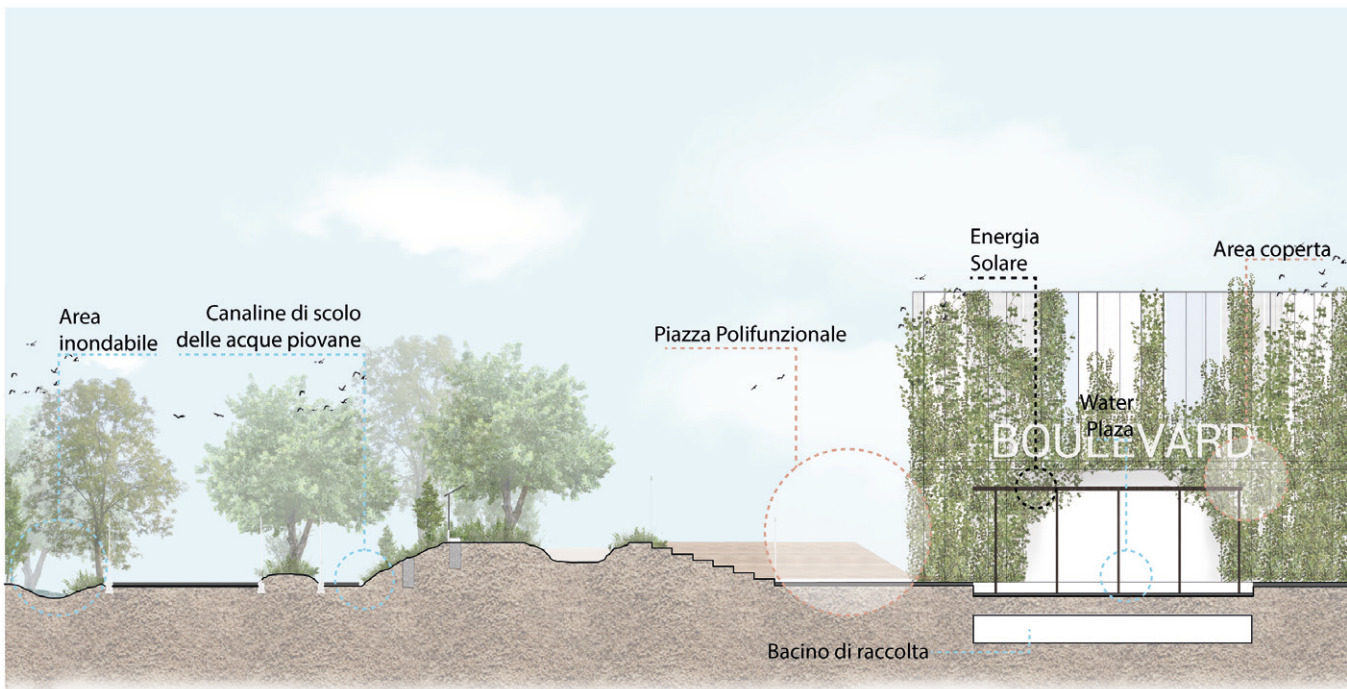 Area
inondabile
Canaline di scolo
delle acque piovane
Piazza Polifunzionale
Energia
Solare
Area coperta
Water
Plaza
BOULEVARD
Bacino di raccolta